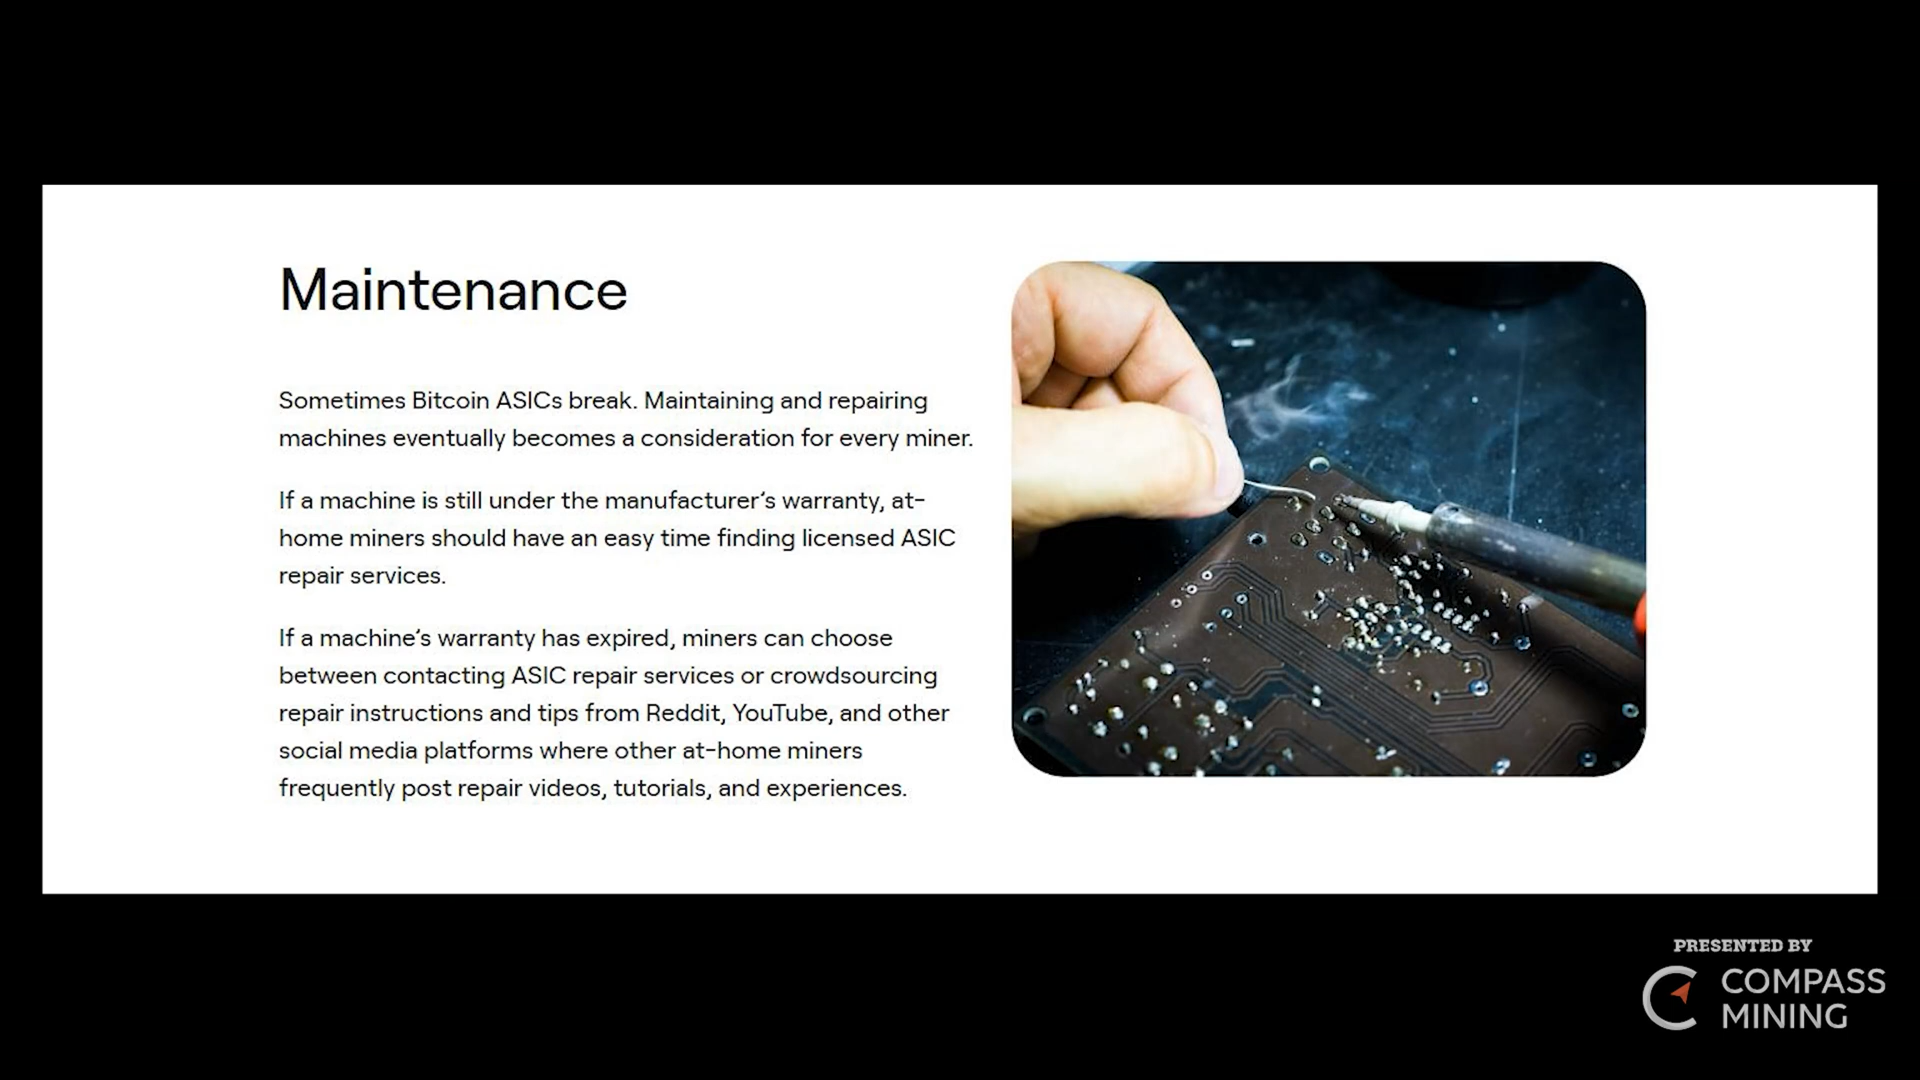 Maintenance
Sometimes Bitcoin ASICs break. Maintaining and repairing
machines eventually becomes a consideration for every miner.
If a machine is still under the manufacturer's warranty, at-
home miners should have an easy time finding licensed ASIC
repair services.
If a machine's warranty has expired, miners can choose
between contacting ASIC repair services or crowdsourcing
repair instructions and tips from Reddit, YouTube, and other
social media platforms where other at-home miners
frequently post repair videos, tutorials, and experiences.
PRESENTED BY
COMPASS
MINING